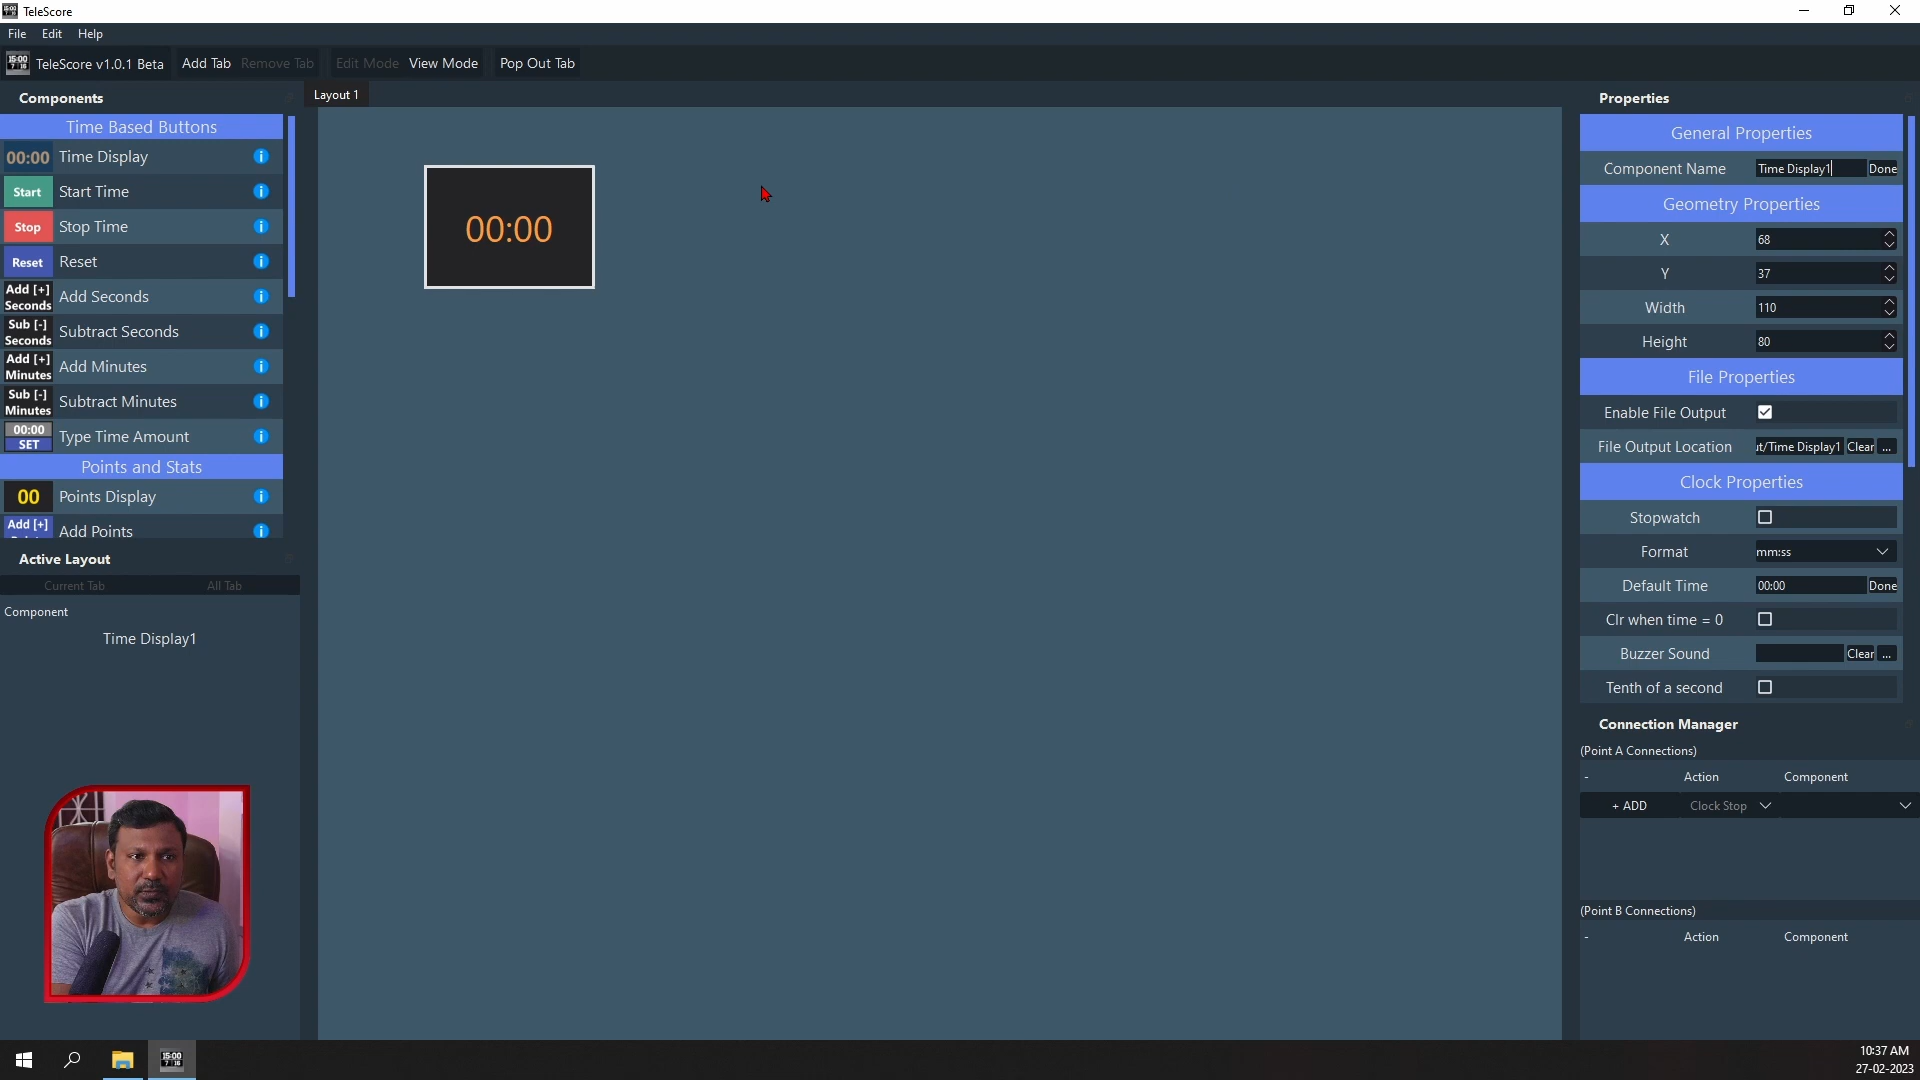 TeleScore
File Edit Help
TeleScore v1.0.1 Beta Add Tab Remove Tab Edit Mode View Mode Pop Out Tab
Components
Time Based Buttons
00:00 Time Display
Start Start Time
Stop Stop Time
Reset Reset
Add [+] Seconds Add Seconds
Sub [-] Seconds Subtract Seconds
Add [+] Minutes Add Minutes
Sub [-] Minutes Subtract Minutes
00:00 SET Type Time Amount
Points and Stats
00 Points Display
Add [+] Add Points
Active Layout
Current Tab All Tab
Component
Time Display1
Layout 1
00:00
Properties
General Properties
Component Name Time Display1 Done
Geometry Properties
X 68
Y 37
Width 110
Height 80
File Properties
Enable File Output
File Output Location ut/Time Display1 Clear ...
Clock Properties
Stopwatch
Format mm:ss
Default Time 00:00 Done
Clr when time = 0
Buzzer Sound Clear ...
Tenth of a second
Connection Manager
(Point A Connections)
- Action Component
+ ADD Clock Stop
(Point B Connections)
- Action Component
15:00
10:37 AM
27-02-2023